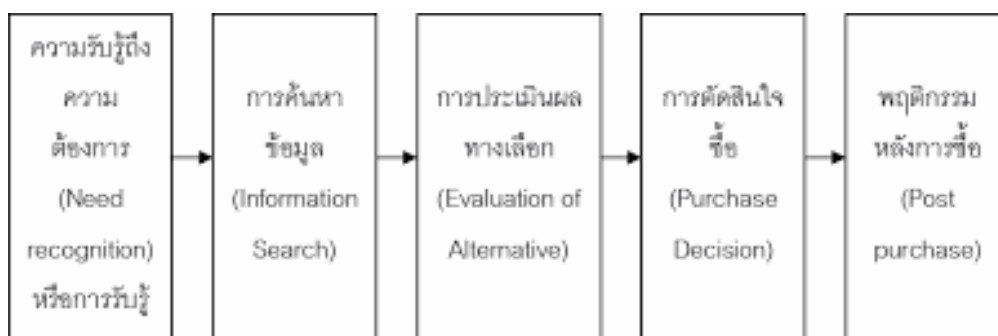 ความรับรู้ถึง
ความ
ต้องการ
(Need
recognition)
หรือการรับรู้
การค้นหา
ข้อมูล
(Information
Search)
การประเมินผล
ทางเลือก
(Evaluation of
Alternative)
การตัดสินใจ
ซื้อ
(Purchase
Decision)
พฤติกรรม
หลังการซื้อ
(Post
purchase)